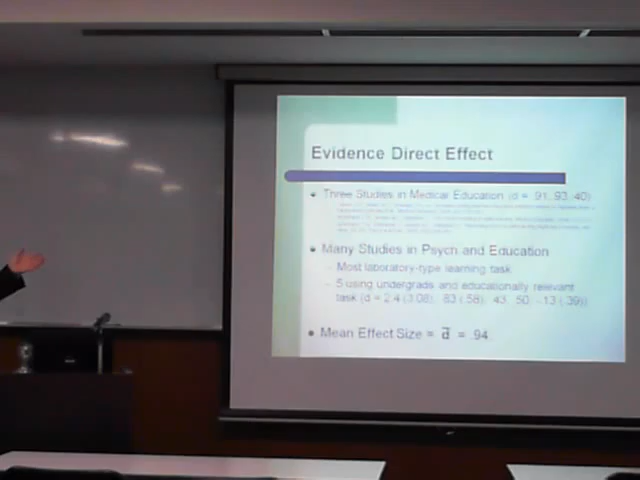 Evidence Direct Effect
Three Studies in Medical Education (d = .91,.93,.40)
Many Studies in Psych and Education
– Most laboratory-type learning task
– 5 using undergrads and educationally relevant
task (d = 2.4 (3.08), .83 (.58), .43, .50, -.13 (.39))
Mean Effect Size = d̅ = .94